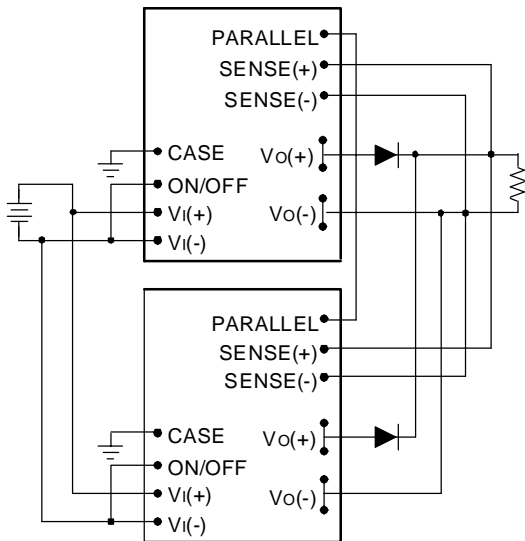 PARALLEL
SENSE(+)
SENSE(-)
CASE
VO(+)
ON/OFF
VI(+)
VO(-)
VI(-)
PARALLEL
SENSE(+)
SENSE(-)
CASE
VO(+)
ON/OFF
VI(+)
VO(-)
VI(-)